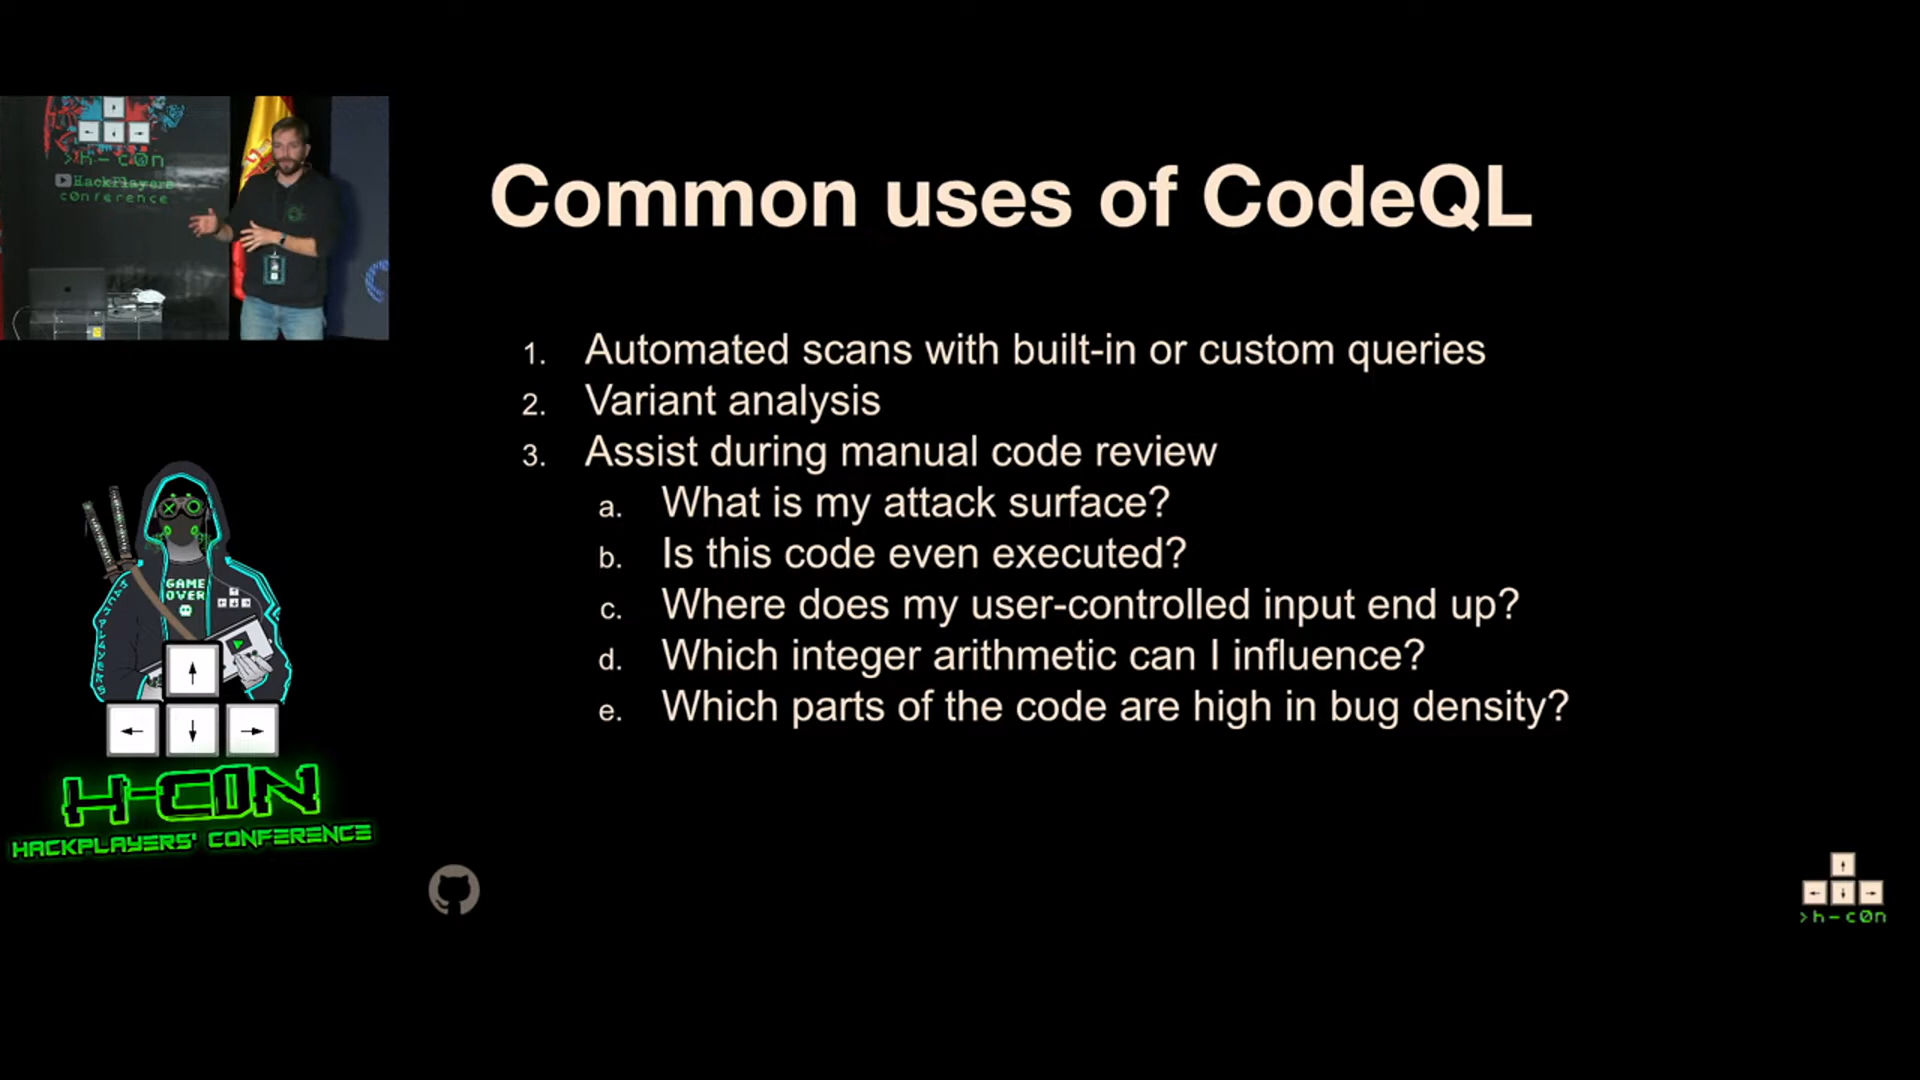 >h-c0n
HackPlayers
c0nference
Common uses of CodeQL
1. Automated scans with built-in or custom queries
2. Variant analysis
3. Assist during manual code review
a. What is my attack surface?
b. Is this code even executed?
c. Where does my user-controlled input end up?
d. Which integer arithmetic can I influence?
e. Which parts of the code are high in bug density?
GAME
OVER
H-C0N
HACKPLAYERS' CONFERENCE
>h-c0n